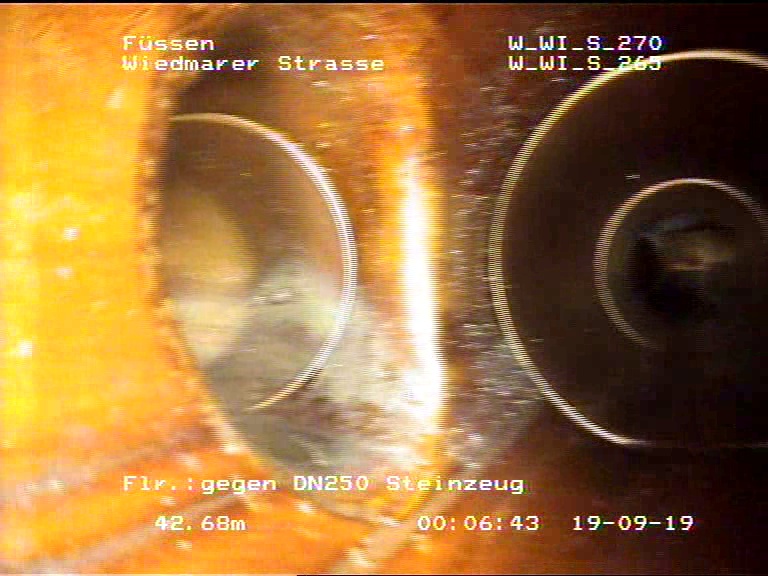 Füssen W_WI_S_270
Wiedmarer Strasse W_WI_S_265
Flr.:gegen DN250 Steinzeug
42.68m 00:06:43 19-09-19